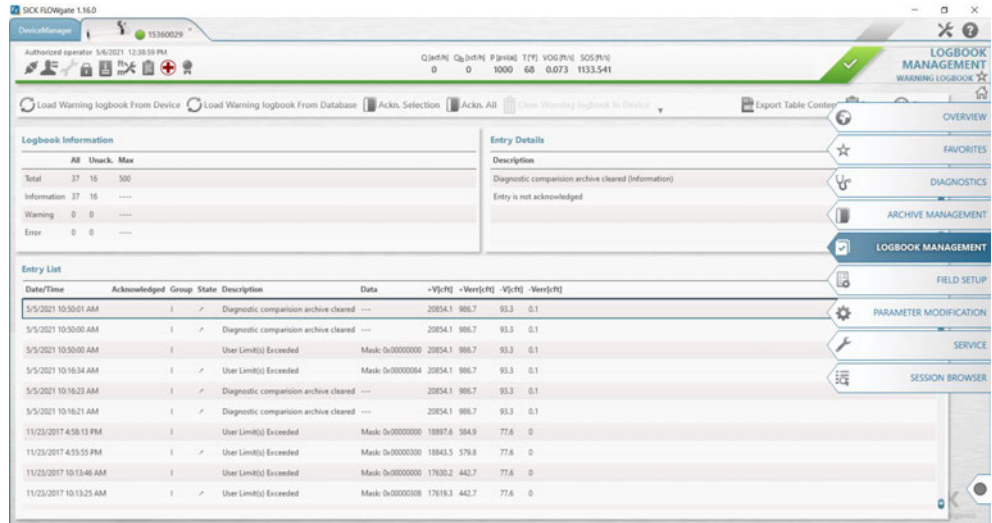 SICK FLOWgate 1.16.0
DeviceManager
15360029
Authorized operator 5/6/2021 12:38:59 PM
Q [acf/h] Qb [scf/h] P [psi(a)] T[°F] VOG [ft/s] SOS [ft/s]
0 0 1000 68 0.073 1133.541
LOGBOOK MANAGEMENT
WARNING LOGBOOK
Load Warning logbook From Device Load Warning logbook From Database Ackn. Selection Ackn. All Clear Warning logbook In Device Export Table Conten
Logbook Information
All Unack. Max
Total 37 16 500
Information 37 16 ----
Warning 0 0 ----
Error 0 0 ----
Entry Details
Description
Diagnostic comparision archive cleared (Information)
Entry is not acknowledged
OVERVIEW
FAVORITES
DIAGNOSTICS
ARCHIVE MANAGEMENT
LOGBOOK MANAGEMENT
FIELD SETUP
PARAMETER MODIFICATION
SERVICE
SESSION BROWSER
Entry List
Date/Time Acknowledged Group State Description Data +V[cft] +Verr[cft] -V[cft] -Verr[cft]
5/5/2021 10:50:01 AM I Diagnostic comparision archive cleared ---- 20854.1 986.7 93.3 0.1
5/5/2021 10:50:00 AM I Diagnostic comparision archive cleared ---- 20854.1 986.7 93.3 0.1
5/5/2021 10:50:00 AM I User Limit(s) Exceeded Mask: 0x00000000 20854.1 986.7 93.3 0.1
5/5/2021 10:16:34 AM I User Limit(s) Exceeded Mask: 0x00000084 20854.1 986.7 93.3 0.1
5/5/2021 10:16:23 AM I Diagnostic comparision archive cleared ---- 20854.1 986.7 93.3 0.1
5/5/2021 10:16:21 AM I Diagnostic comparision archive cleared ---- 20854.1 986.7 93.3 0.1
11/23/2017 4:58:13 PM I User Limit(s) Exceeded Mask: 0x00000000 18897.6 584.9 77.6 0
11/23/2017 4:55:55 PM I User Limit(s) Exceeded Mask: 0x00000300 18843.5 579.8 77.6 0
11/23/2017 10:13:46 AM I User Limit(s) Exceeded Mask: 0x00000000 17630.2 442.7 77.6 0
11/23/2017 10:13:25 AM I User Limit(s) Exceeded Mask: 0x00000308 17619.3 442.7 77.6 0